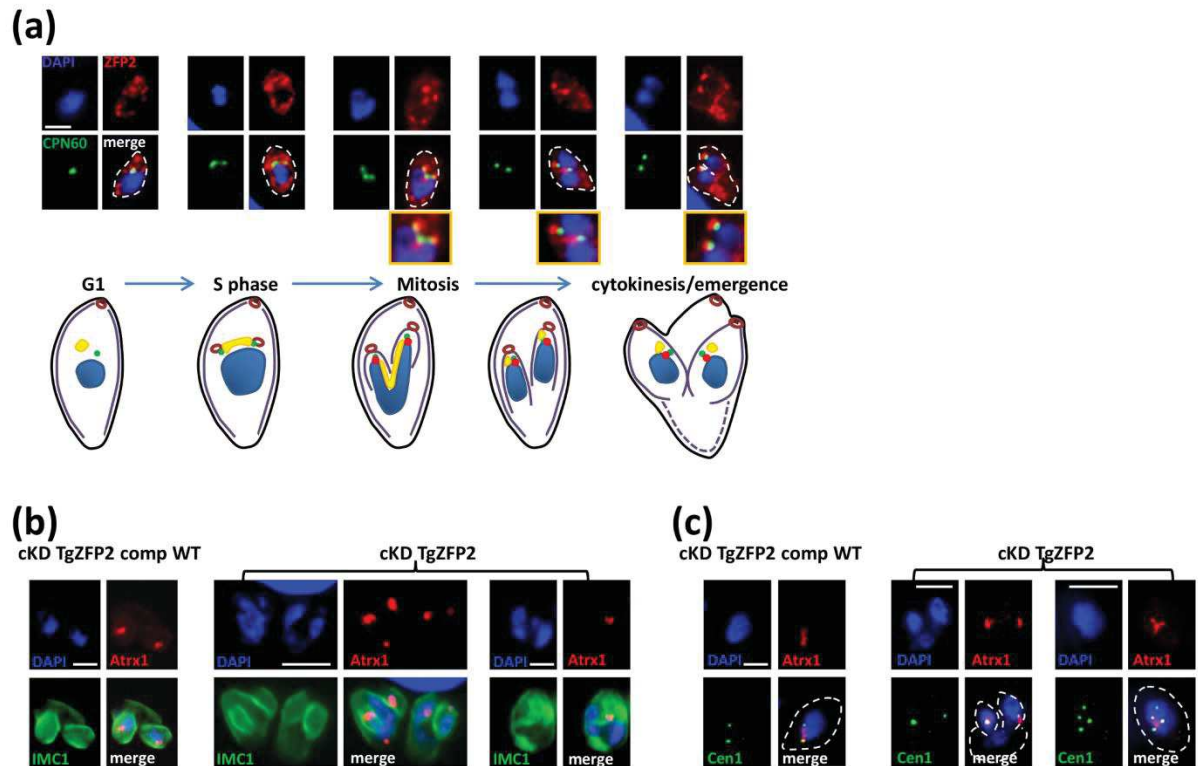 (a)
DAPI ZFP2
CPN60 merge
G1 S phase Mitosis cytokinesis/emergence
(b)
cKD TgZFP2 comp WT cKD TgZFP2
DAPI Atrx1 DAPI Atrx1 DAPI Atrx1
IMC1 merge IMC1 merge IMC1 merge
(c)
cKD TgZFP2 comp WT cKD TgZFP2
DAPI Atrx1 DAPI Atrx1 DAPI Atrx1
Cen1 merge Cen1 merge Cen1 merge